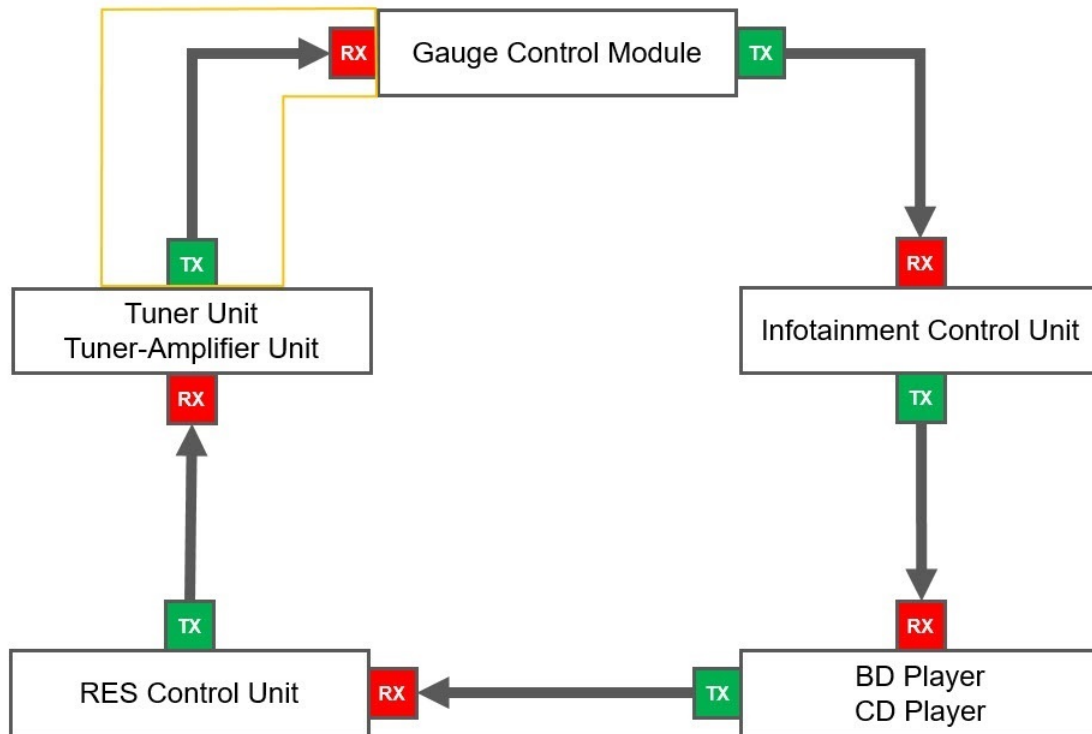 RX
Gauge Control Module
TX
TX
RX
Tuner Unit
Tuner-Amplifier Unit
Infotainment Control Unit
RX
TX
TX
RX
RES Control Unit
RX
TX
BD Player
CD Player